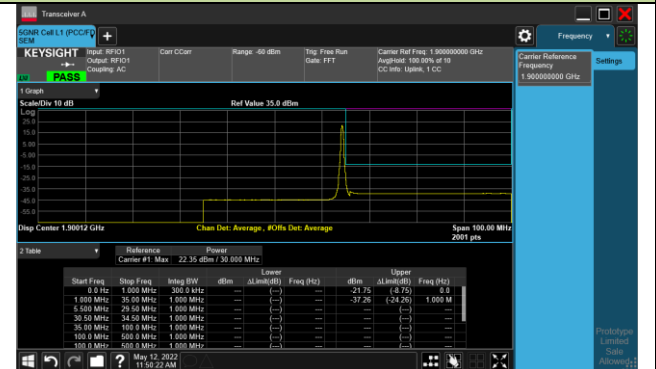 Transceiver A
5GNR Cell L1 (PCC/FD
SEM
+
Frequency
KEYSIGHT
Input: RFIO1
Output: RFIO1
Coupling: AC
Corr CCorr
Range: -60 dBm
Trig: Free Run
Gate: FFT
Carrier Ref Freq: 1.900000000 GHz
AvgHold: 100.00% of 10
CC Info: Uplink, 1 CC
PASS
Carrier Reference
Frequency
1.900000000 GHz
Settings
1 Graph
Scale/Div 10 dB
Ref Value 35.0 dBm
Log
25.0
15.0
5.00
-5.00
-15.0
-25.0
-35.0
-45.0
-55.0
Disp Center 1.90012 GHz
Chan Det: Average , #Offs Det: Average
Span 100.00 MHz
2001 pts
2 Table
Reference Power
Carrier #1: Max 22.35 dBm / 30.000 MHz
Lower Upper
Start Freq Stop Freq Integ BW dBm ΔLimit(dB) Freq (Hz) dBm ΔLimit(dB) Freq (Hz)
0.0 Hz 1.000 MHz 300.0 kHz --- (---) --- -21.75 (-8.75) 0.0
1.000 MHz 35.00 MHz 1.000 MHz --- (---) --- -37.26 (-24.26) 1.000 M
5.500 MHz 29.50 MHz 1.000 MHz --- (---) --- --- (---) ---
30.50 MHz 34.50 MHz 1.000 MHz --- (---) --- --- (---) ---
35.00 MHz 100.0 MHz 1.000 MHz --- (---) --- --- (---) ---
100.0 MHz 500.0 MHz 1.000 MHz --- (---) --- --- (---) ---
100.0 MHz 500.0 MHz 1.000 MHz --- (---) --- --- (---) ---
? May 12, 2022
11:50:22 AM
Prototype
Limited
Sale
Allowed